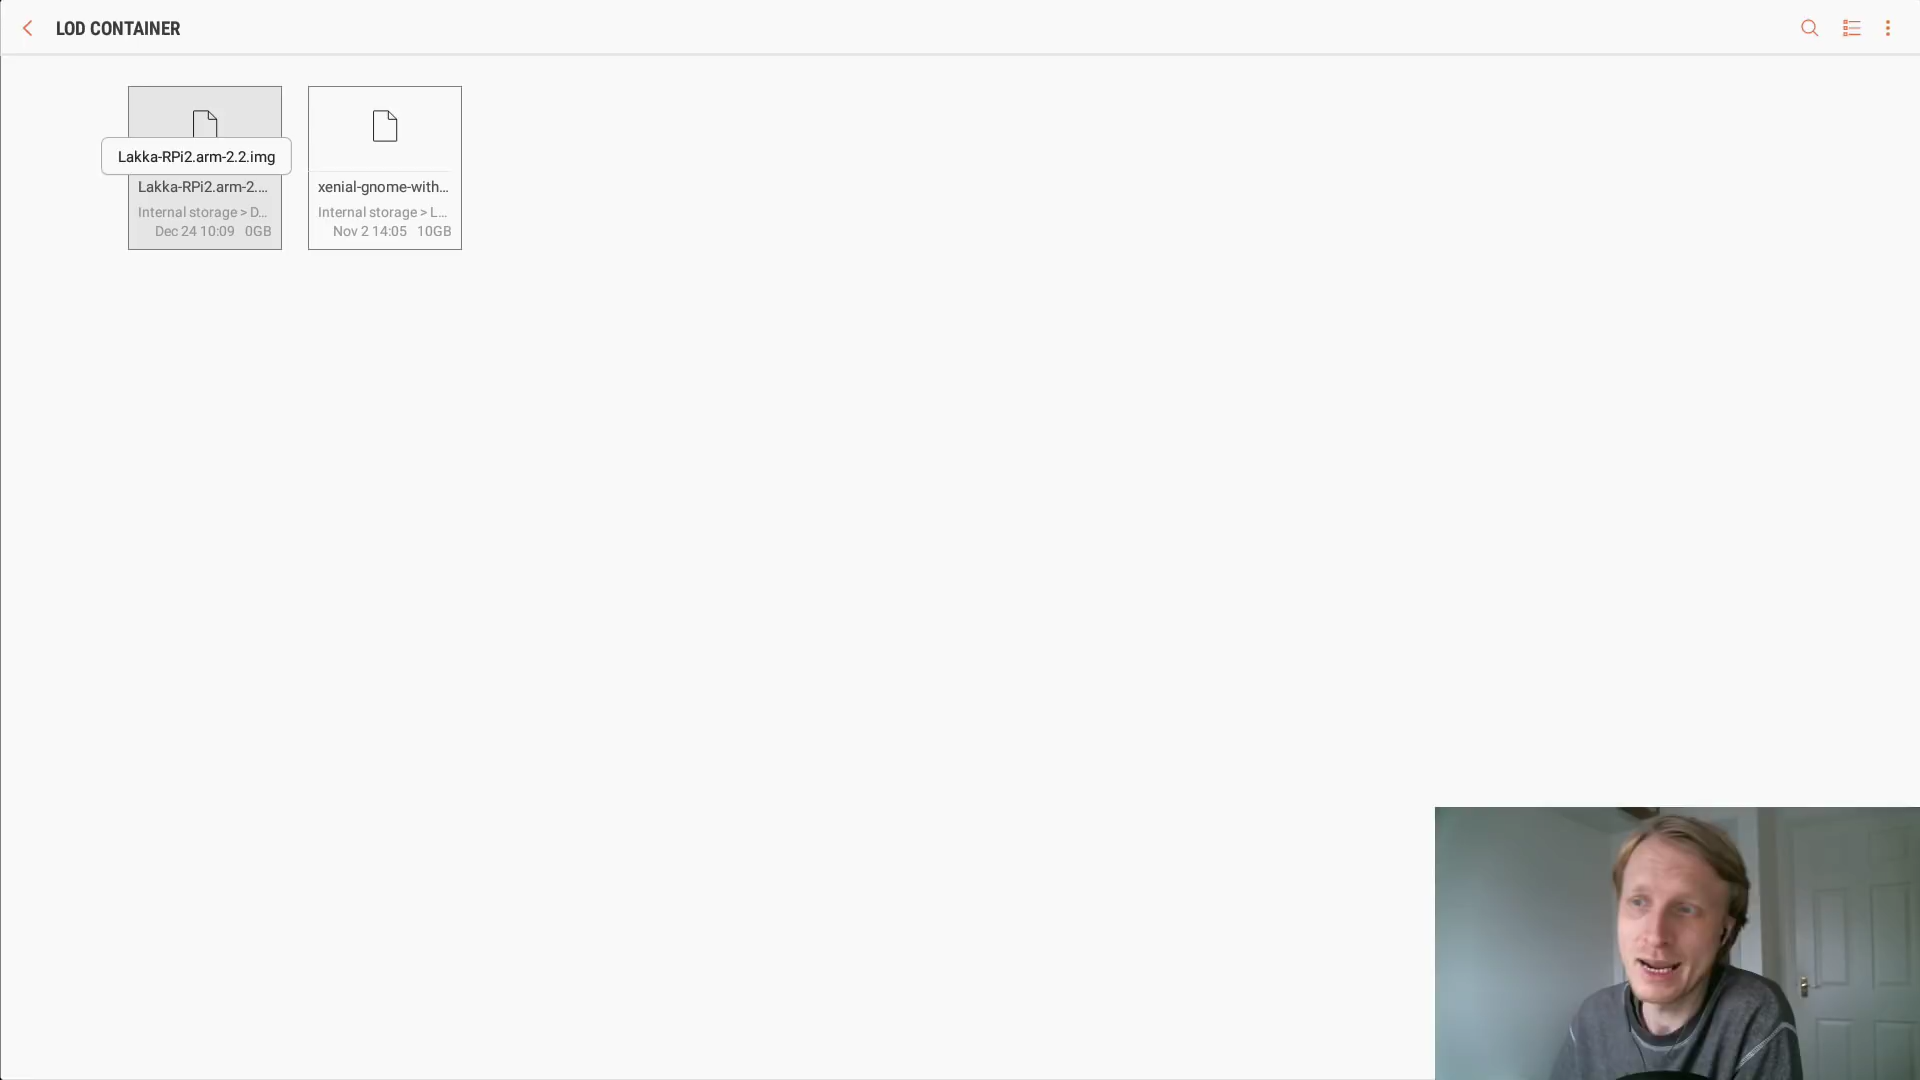 LOD CONTAINER
Lakka-RPi2.arm-2.2.img
Lakka-RPi2.arm-2....
Internal storage > D...
Dec 24 10:09 0GB
xenial-gnome-with...
Internal storage > L...
Nov 2 14:05 10GB